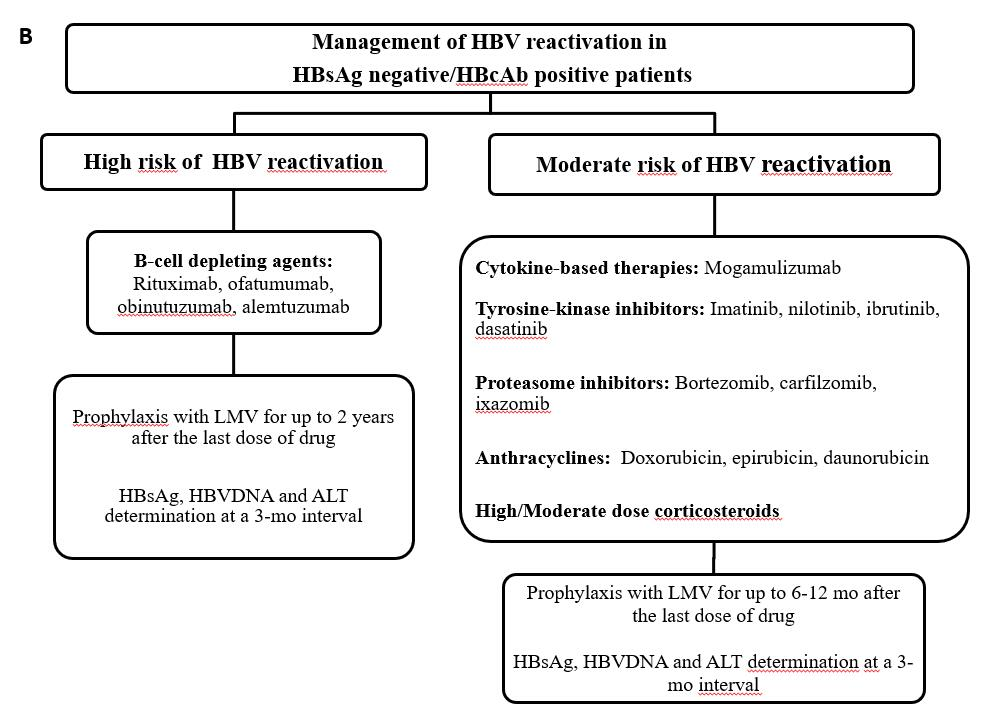 B
Management of HBV reactivation in
HBsAg negative/HBcAb positive patients
High risk of HBV reactivation
Moderate risk of HBV reactivation
B-cell depleting agents:
Rituximab, ofatumumab,
obinutuzumab, alemtuzumab
Prophylaxis with LMV for up to 2 years
after the last dose of drug
HBsAg, HBVDNA and ALT
determination at a 3-mo interval
Cytokine-based therapies: Mogamulizumab
Tyrosine-kinase inhibitors: Imatinib, nilotinib, ibrutinib,
dasatinib
Proteasome inhibitors: Bortezomib, carfilzomib,
ixazomib
Anthracyclines: Doxorubicin, epirubicin, daunorubicin
High/Moderate dose corticosteroids
Prophylaxis with LMV for up to 6-12 mo after
the last dose of drug
HBsAg, HBVDNA and ALT determination at a 3-
mo interval